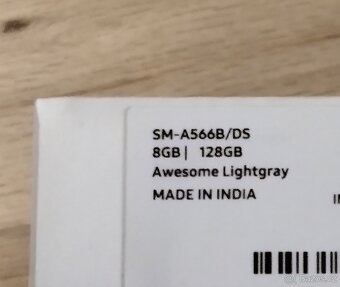 SM-A566B/DS
8GB| 128GB
Awesome Lightgray
MADE IN INDIA